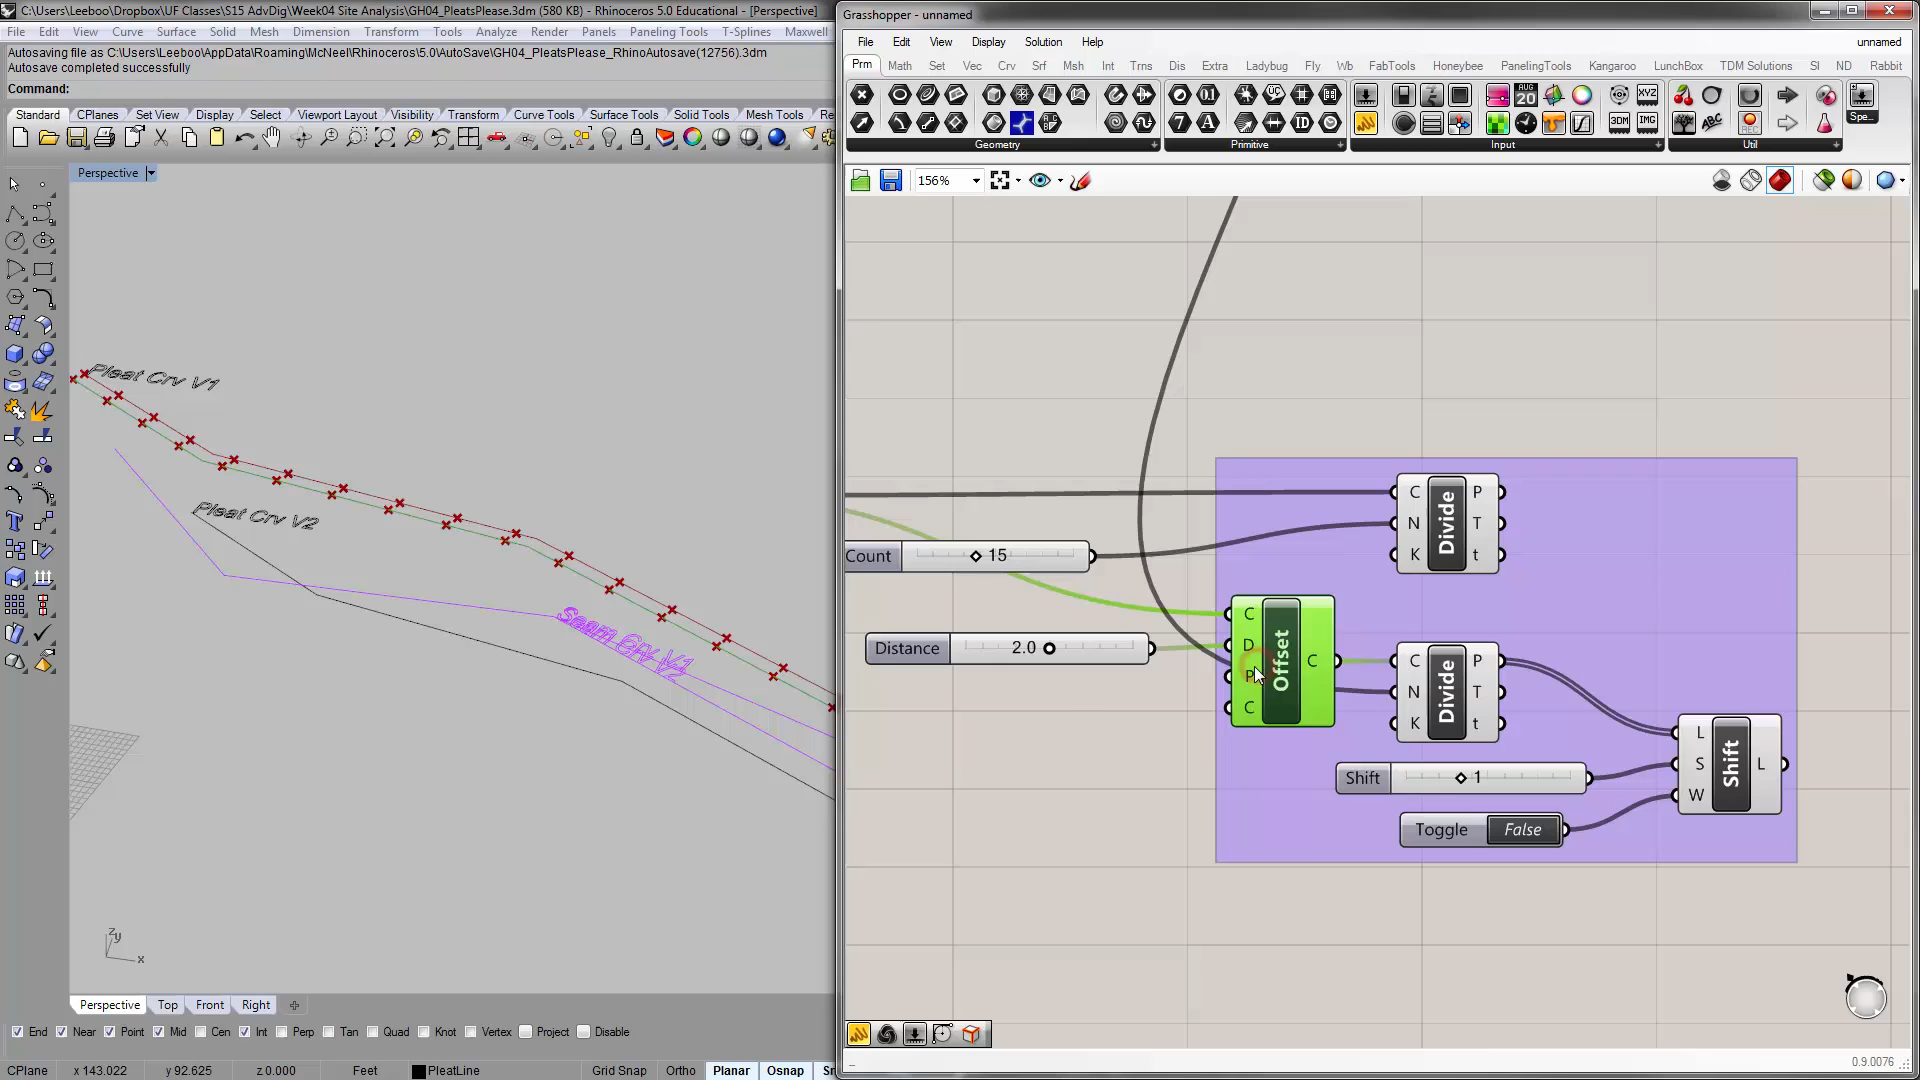 C:\Users\Leeboo\Dropbox\UF Classes\S15 AdvDig\Week04 Site Analysis\GH04_PleatsPlease.3dm (580 KB) - Rhinoceros 5.0 Educational - [Perspective]
File Edit View Curve Surface Solid Mesh Dimension Transform Tools Analyze Render Panels Paneling Tools T-Splines Maxwell
Autosaving file as C:\Users\Leeboo\AppData\Roaming\McNeel\Rhinoceros\5.0\AutoSave\GH04_PleatsPlease_RhinoAutosave(12756).3dm
Autosave completed successfully
Command:
Standard CPlanes Set View Display Select Viewport Layout Visibility Transform Curve Tools Surface Tools Solid Tools Mesh Tools Re
Perspective
Pleat Crv V1
Pleat Crv V2
Seam Crv V1
z y x
Perspective Top Front Right
End Near Point Mid Cen Int Perp Tan Quad Knot Vertex Project Disable
CPlane x 143.022 y 92.625 z 0.000 Feet PleatLine Grid Snap Ortho Planar Osnap
Grasshopper - unnamed
File Edit View Display Solution Help unnamed
Prm Math Set Vec Crv Srf Msh Int Trns Dis Extra Ladybug Fly Wb FabTools Honeybee PanelingTools Kangaroo LunchBox TDM Solutions SI ND Rabbit
Geometry Primitive Input Util
Spe...
156%
Count 15
C N K Divide P T t
Distance 2.0
C D P C Offset C
C N K Divide P T t
Shift 1
Toggle False
L S W Shift L
0.9.0076